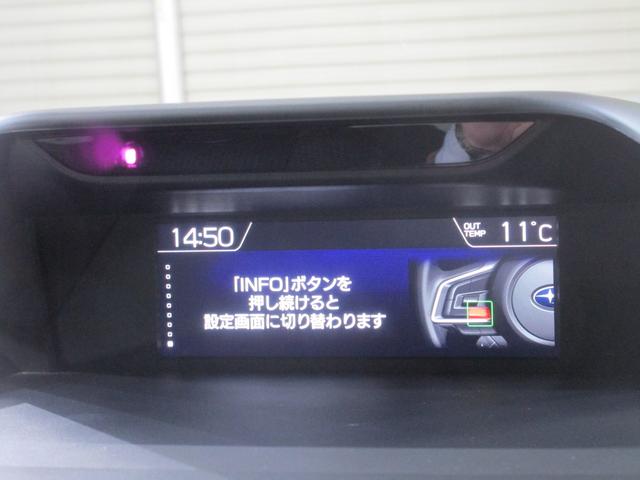 14:50
OUT TEMP 11℃
「INFO」ボタンを
押し続けると
設定画面に切り替わります